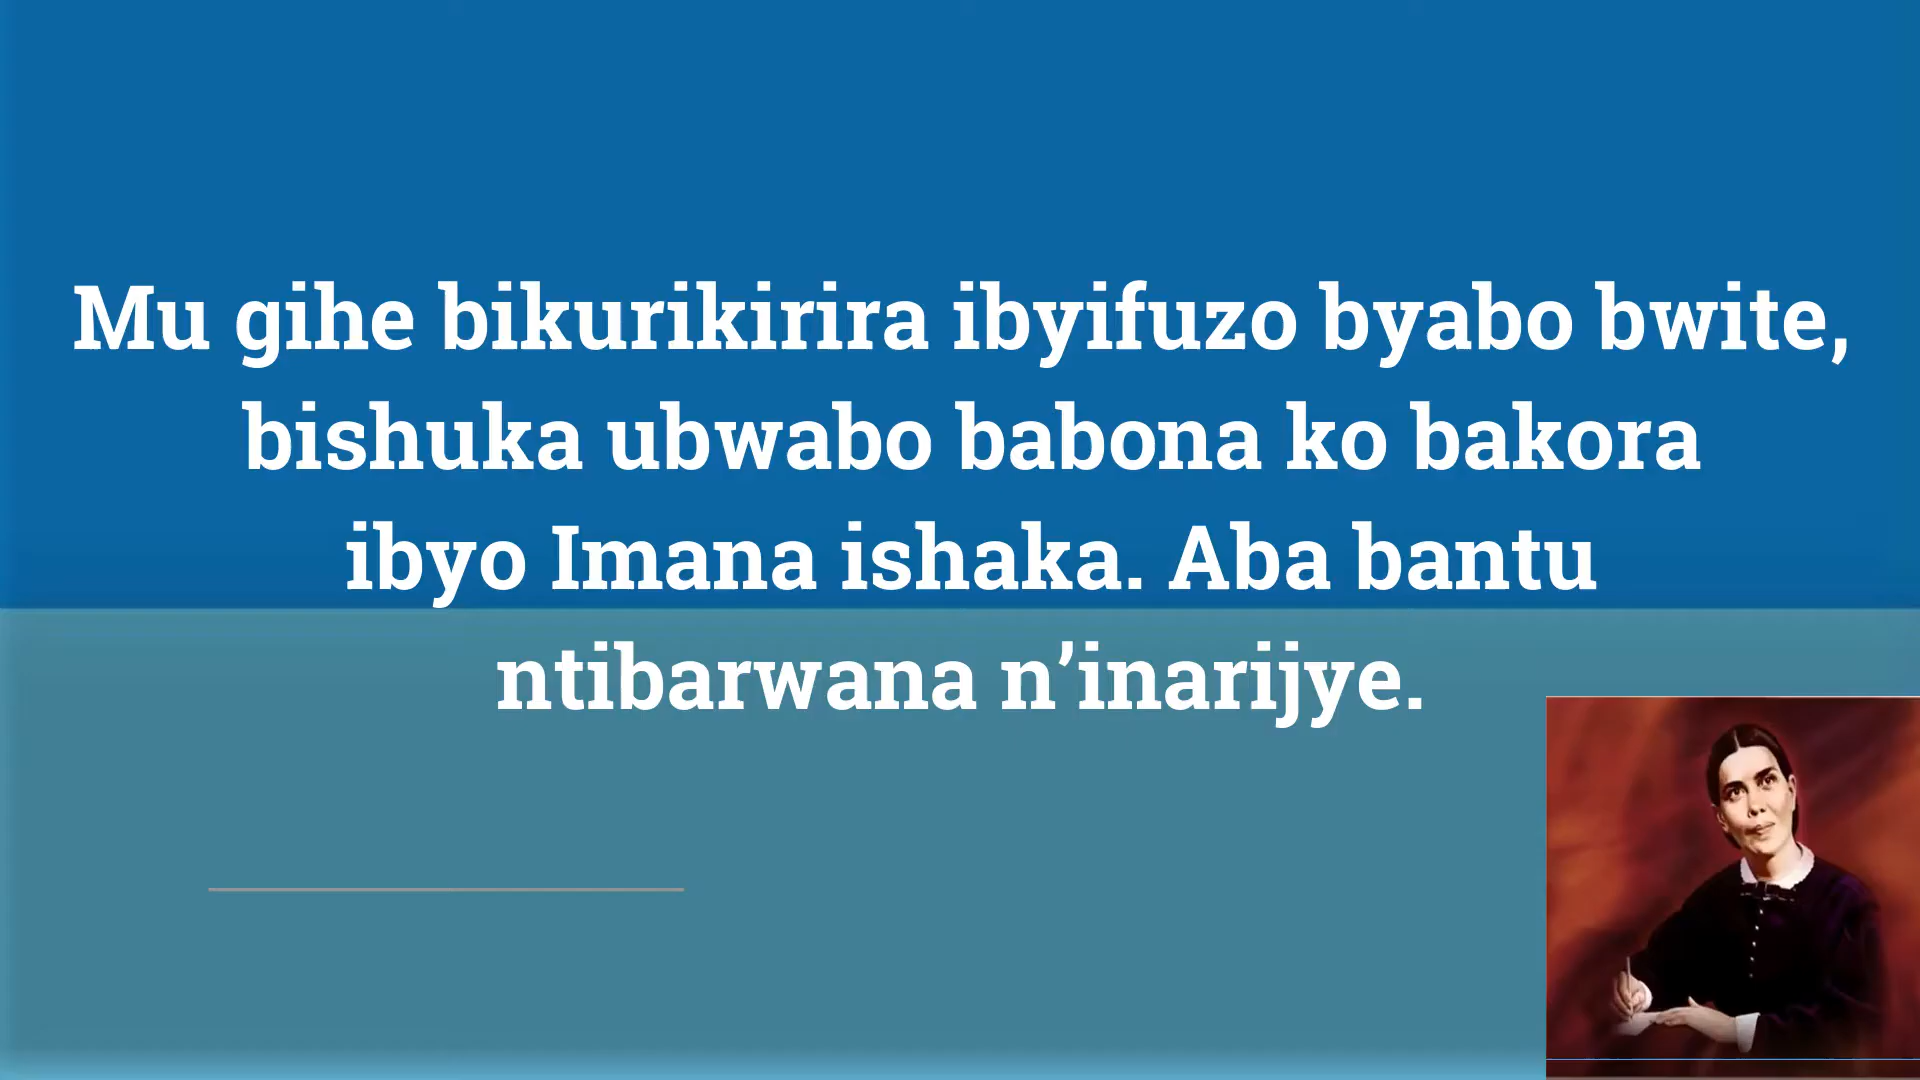 Mu gihe bikurikirira ibyifuzo byabo bwite,
bishuka ubwabo babona ko bakora
ibyo Imana ishaka. Aba bantu
ntibarwana n’inarijye.